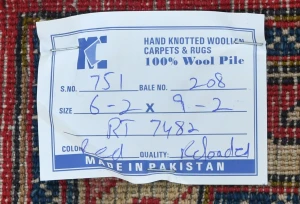 HAND KNOTTED WOOLLEN
CARPETS & RUGS
100% Wool Pile
S.NO. 751 BALE NO. 208
SIZE 6-2 x 9-2
RT 7482
COLOUR Red QUALITY: Reloaded
MADE IN PAKISTAN